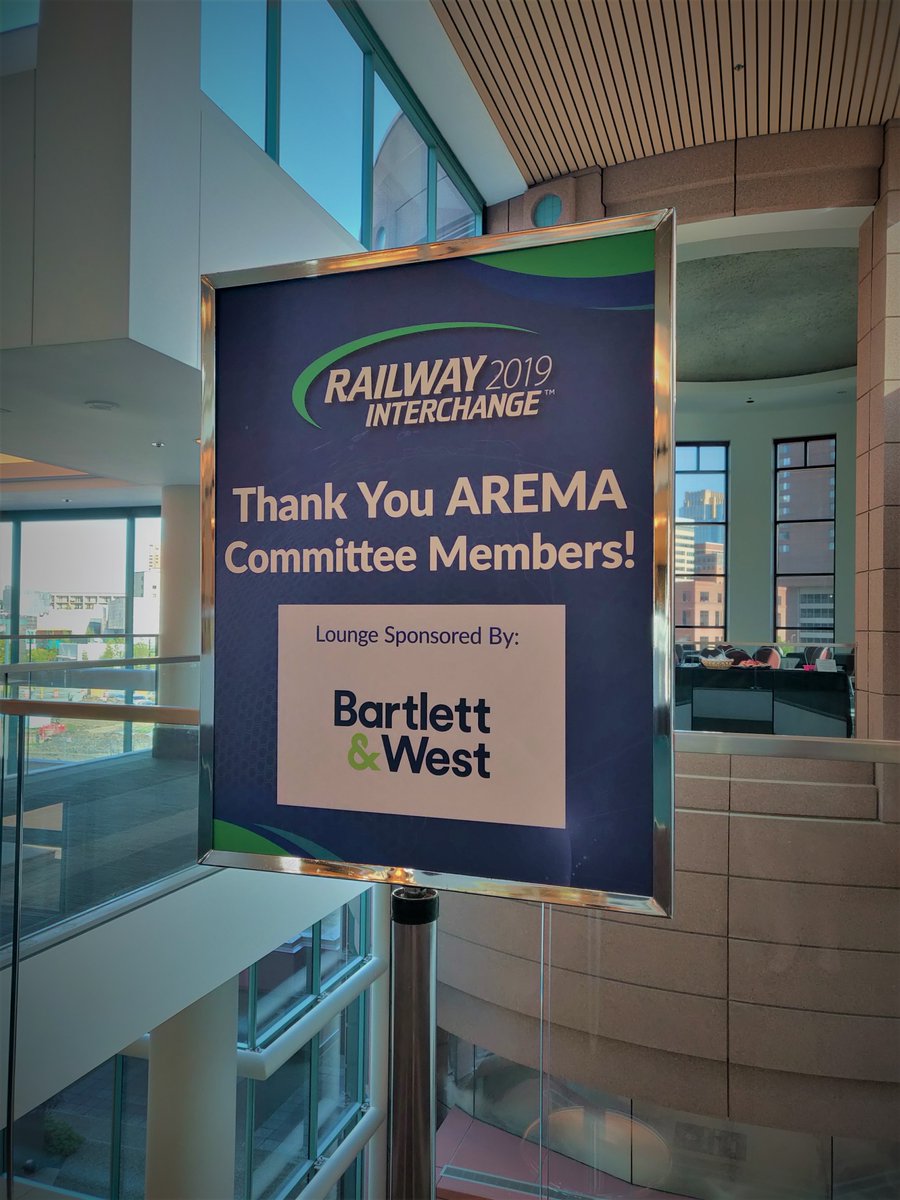 RAILWAY 2019
INTERCHANGE™
Thank You AREMA
Committee Members!
Lounge Sponsored By:
Bartlett
&West